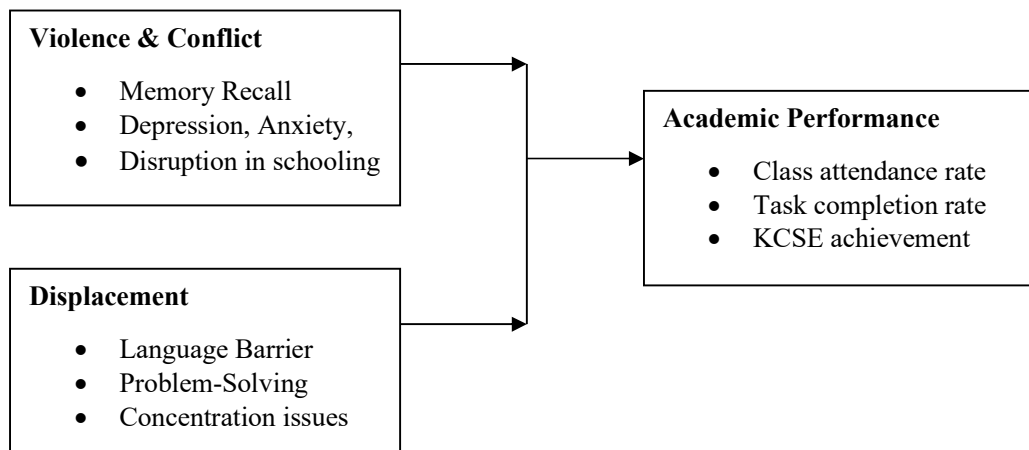 Violence & Conflict
• Memory Recall
• Depression, Anxiety,
• Disruption in schooling
Academic Performance
• Class attendance rate
• Task completion rate
• KCSE achievement
Displacement
• Language Barrier
• Problem-Solving
• Concentration issues